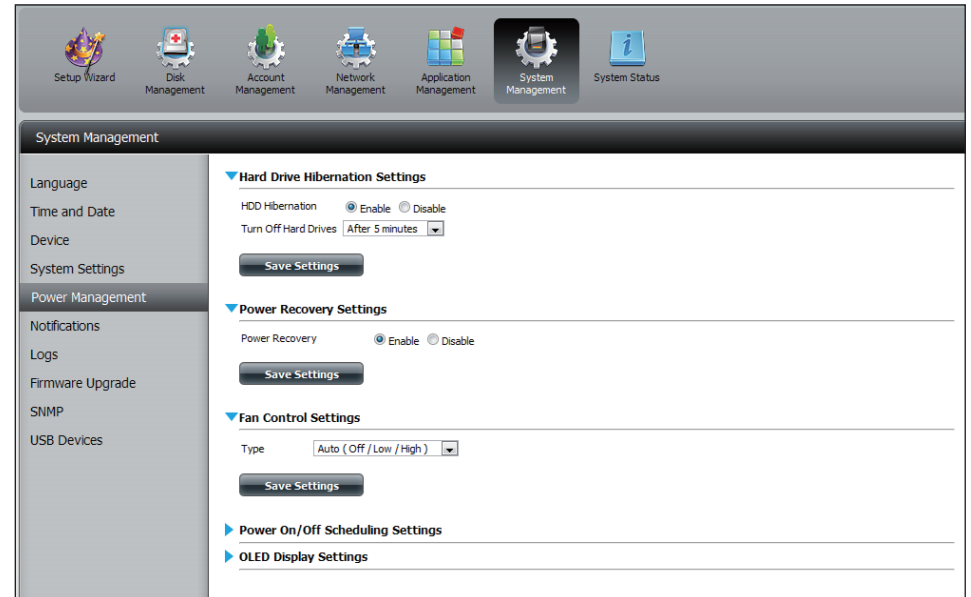 Setup Wizard
Disk
Management
Account
Management
Network
Management
Application
Management
System
Management
System Status
System Management
Language
Time and Date
Device
System Settings
Power Management
Notifications
Logs
Firmware Upgrade
SNMP
USB Devices
Hard Drive Hibernation Settings
HDD Hibernation Enable Disable
Turn Off Hard Drives After 5 minutes
Save Settings
Power Recovery Settings
Power Recovery Enable Disable
Save Settings
Fan Control Settings
Type Auto ( Off / Low / High )
Save Settings
Power On/Off Scheduling Settings
OLED Display Settings